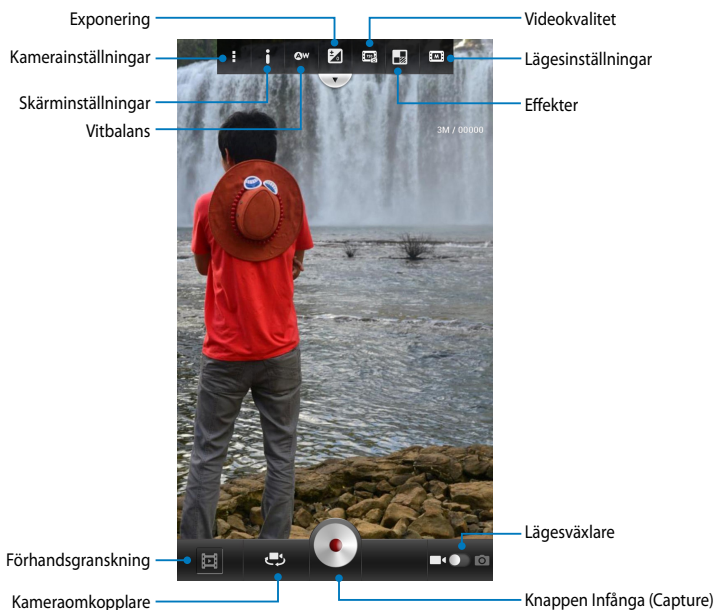 Exponering
Videokvalitet
Kamerainställningar
Lägesinställningar
Skärminställningar
Effekter
Vitbalans
3M / 00000
Lägesväxlare
Förhandsgranskning
Kameraomkopplare
Knappen Infånga (Capture)